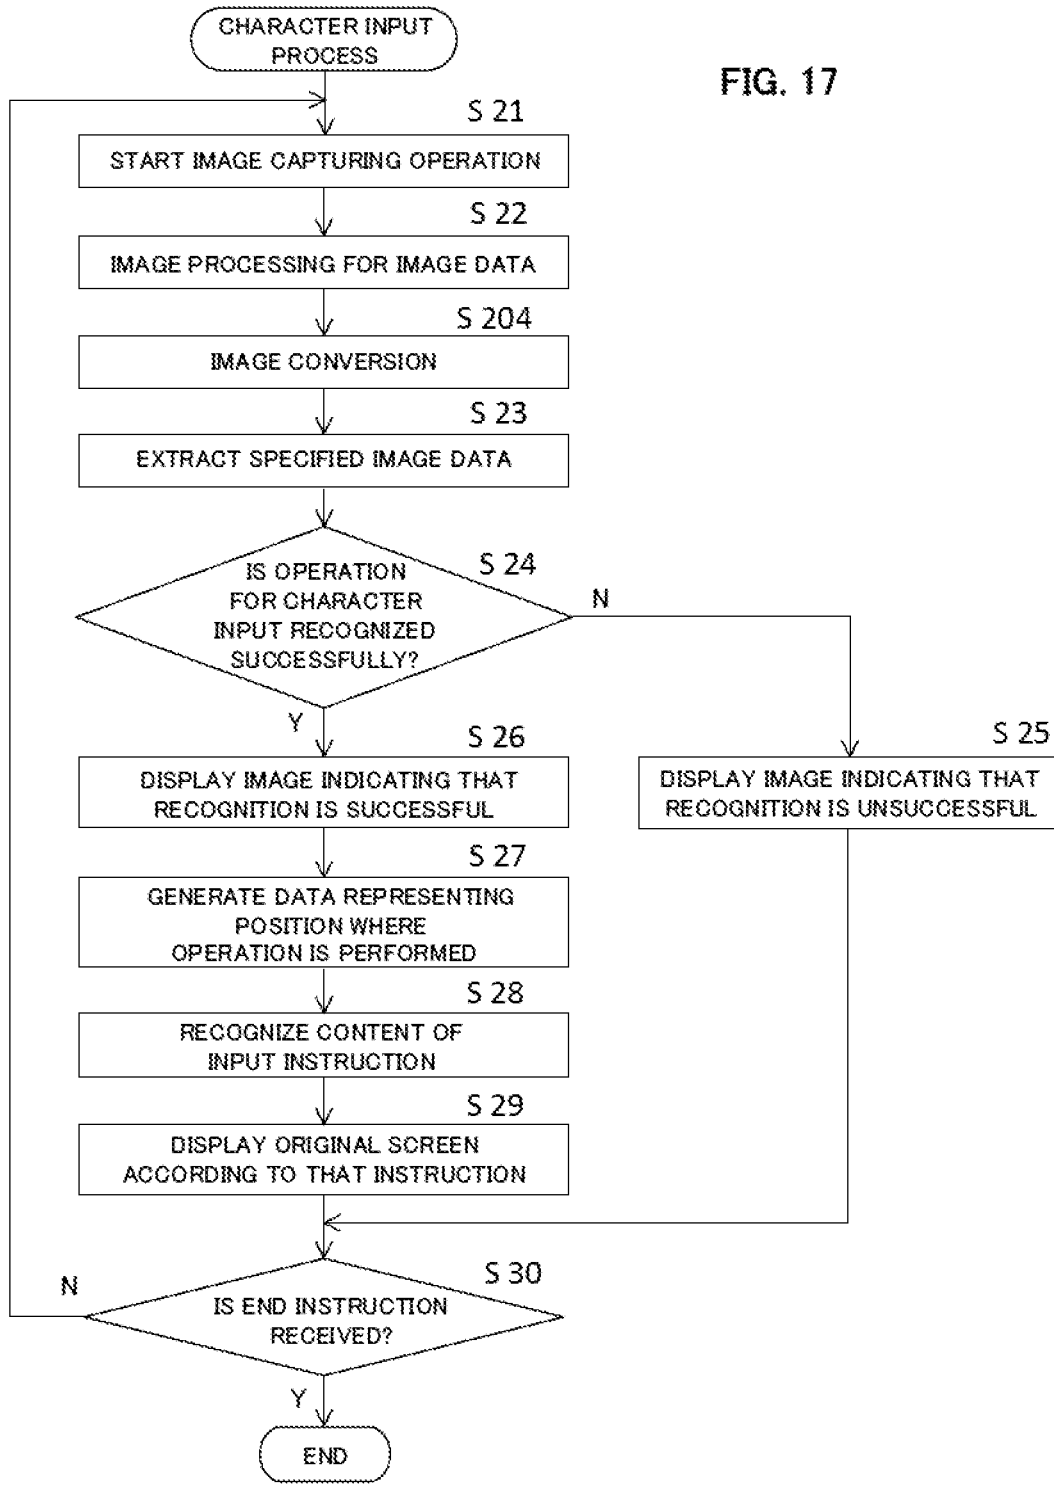 CHARACTER INPUT
PROCESS
FIG. 17
S 21
START IMAGE CAPTURING OPERATION
S 22
IMAGE PROCESSING FOR IMAGE DATA
S 204
IMAGE CONVERSION
S 23
EXTRACT SPECIFIED IMAGE DATA
S 24
IS OPERATION
FOR CHARACTER
INPUT RECOGNIZED
SUCCESSFULLY?
N
Y
S 26
DISPLAY IMAGE INDICATING THAT
RECOGNITION IS SUCCESSFUL
S 25
DISPLAY IMAGE INDICATING THAT
RECOGNITION IS UNSUCCESSFUL
S 27
GENERATE DATA REPRESENTING
POSITION WHERE
OPERATION IS PERFORMED
S 28
RECOGNIZE CONTENT OF
INPUT INSTRUCTION
S 29
DISPLAY ORIGINAL SCREEN
ACCORDING TO THAT INSTRUCTION
S 30
N
IS END INSTRUCTION
RECEIVED?
Y
END